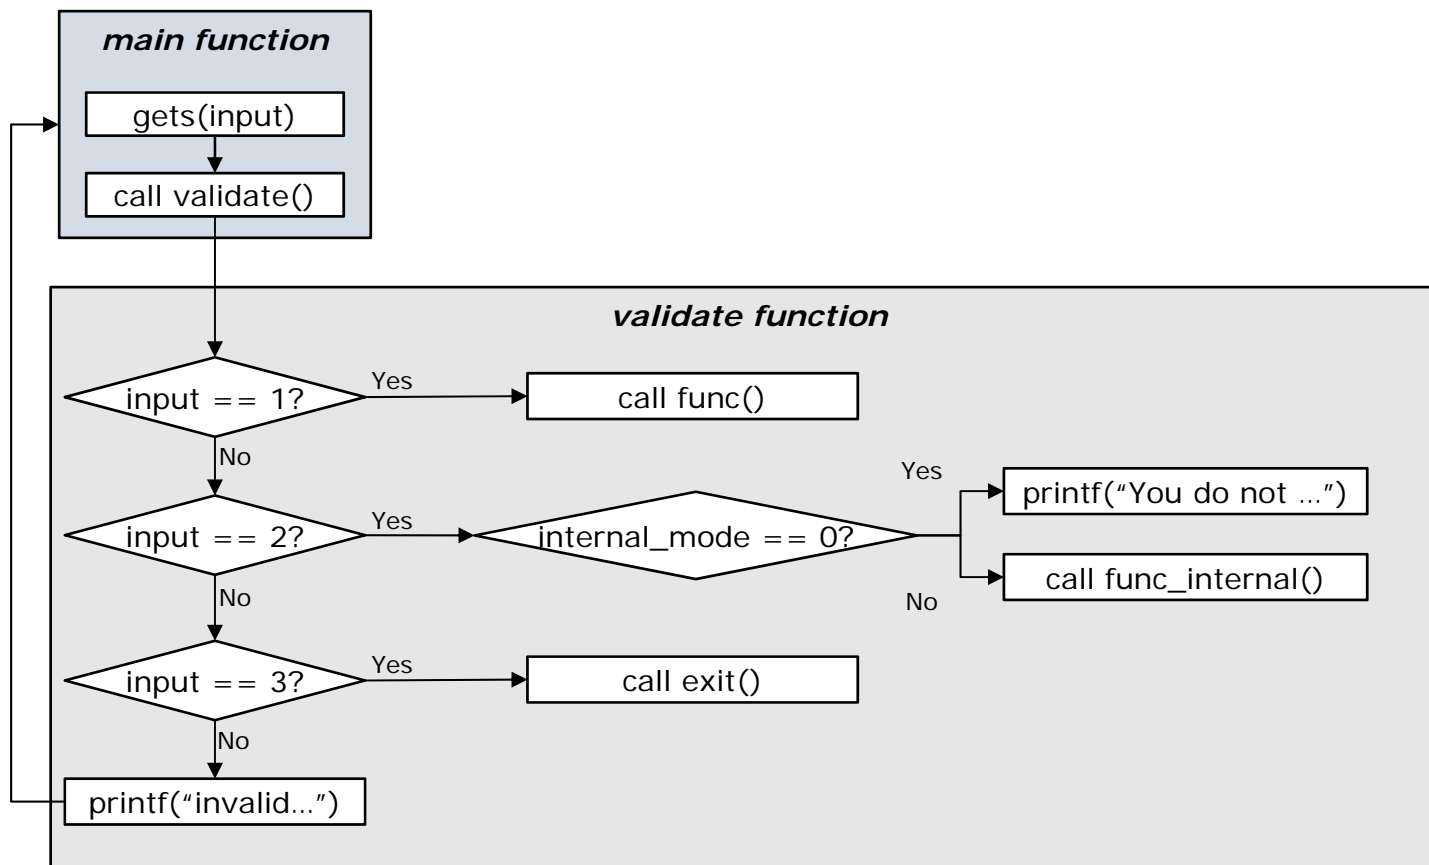 main function
gets(input)
call validate()
validate function
input == 1?
Yes
call func()
No
input == 2?
Yes
internal_mode == 0?
Yes
printf("You do not ...")
No
call func_internal()
No
input == 3?
Yes
call exit()
No
printf("invalid...")